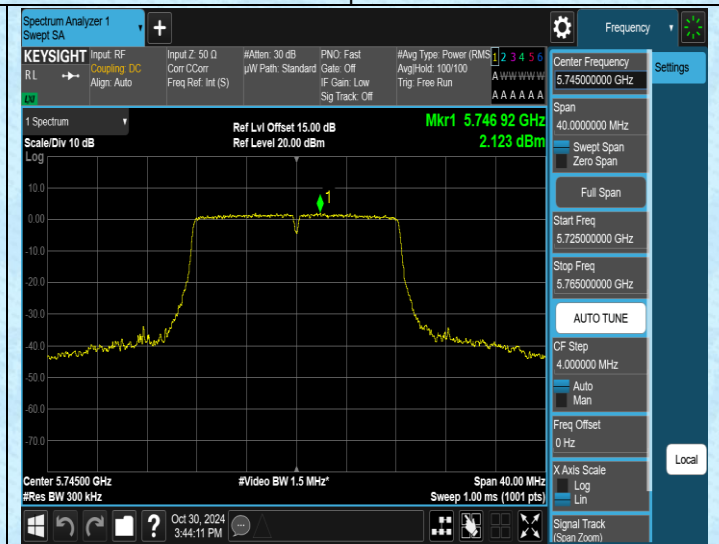 Spectrum Analyzer 1
Swept SA
+
Frequency
KEYSIGHT
RL
Input: RF
Coupling: DC
Align: Auto
Input Z: 50 Ω
Corr CCorr
Freq Ref: Int (S)
#Atten: 30 dB
µW Path: Standard
PNO: Fast
Gate: Off
IF Gain: Low
Sig Track: Off
#Avg Type: Power (RMS
Avg|Hold: 100/100
Trig: Free Run
1 2 3 4 5 6
A W W W W W
A A A A A A
1 Spectrum
Scale/Div 10 dB
Log
Ref Lvl Offset 15.00 dB
Ref Level 20.00 dBm
Mkr1 5.746 92 GHz
2.123 dBm
1
10.0
0.00
-10.0
-20.0
-30.0
-40.0
-50.0
-60.0
-70.0
Center 5.74500 GHz
#Res BW 300 kHz
#Video BW 1.5 MHz*
Span 40.00 MHz
Sweep 1.00 ms (1001 pts)
Center Frequency
5.745000000 GHz
Settings
Span
40.0000000 MHz
Swept Span
Zero Span
Full Span
Start Freq
5.725000000 GHz
Stop Freq
5.765000000 GHz
AUTO TUNE
CF Step
4.000000 MHz
Auto
Man
Freq Offset
0 Hz
X Axis Scale
Log
Lin
Local
Signal Track
(Span Zoom)
?
Oct 30, 2024
3:44:11 PM